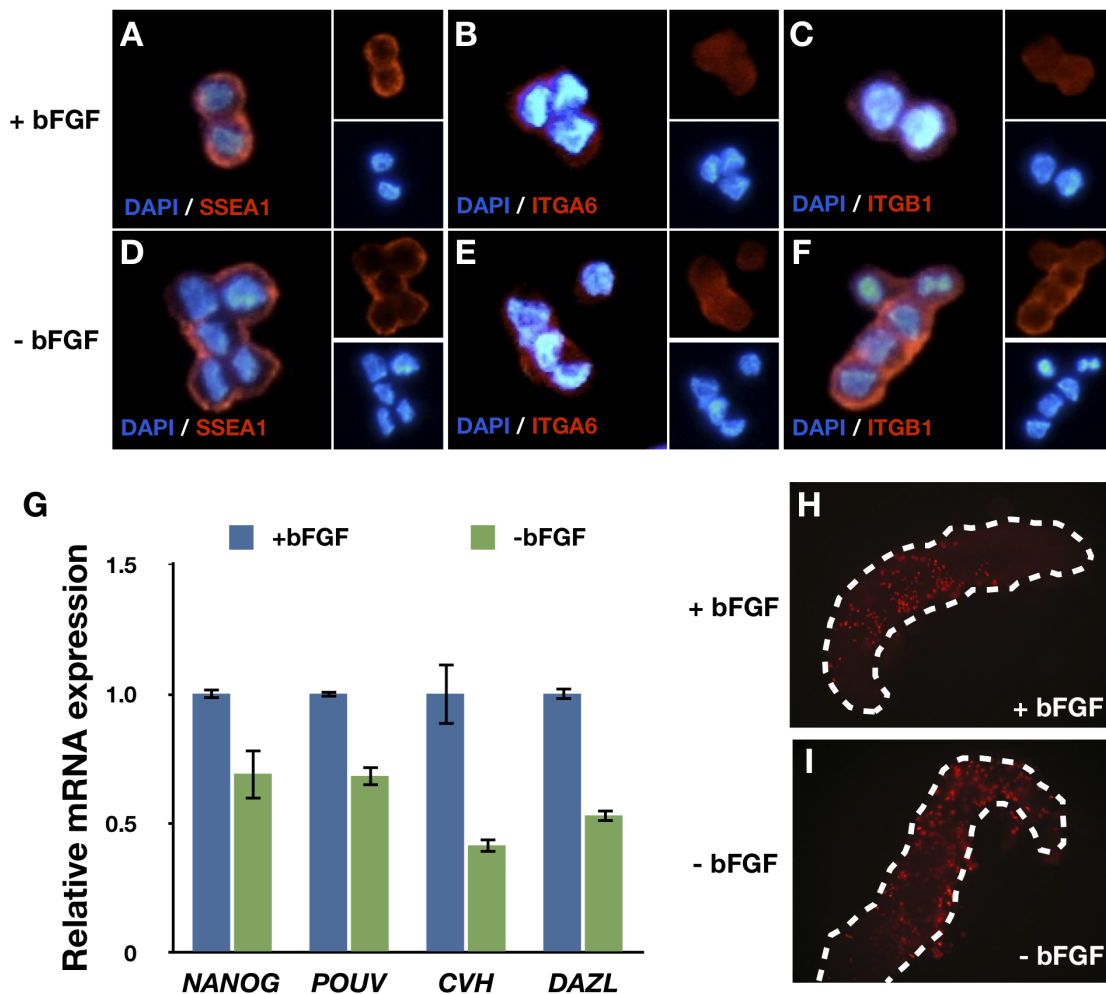 A
B
C
+ bFGF
DAPI / SSEA1
DAPI / ITGA6
DAPI / ITGB1
D
E
F
- bFGF
DAPI / SSEA1
DAPI / ITGA6
DAPI / ITGB1
G
+bFGF
-bFGF
Relative mRNA expression
1.5
1.0
0.5
0
NANOG
POUV
CVH
DAZL
H
+ bFGF
+ bFGF
I
- bFGF
- bFGF